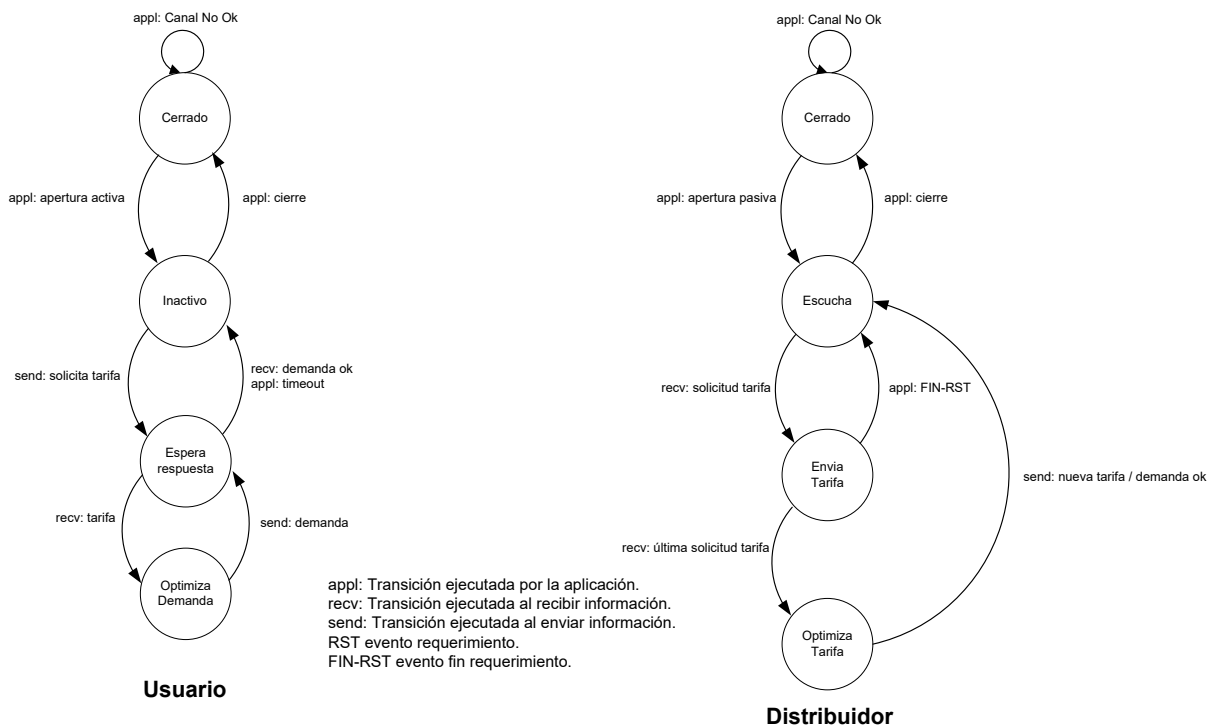 appl: Canal No Ok
Cerrado
appl: apertura activa
appl: cierre
Inactivo
send: solicita tarifa
recv: demanda ok
appl: timeout
Espera
respuesta
recv: tarifa
send: demanda
Optimiza
Demanda
Usuario
appl: Transición ejecutada por la aplicación.
recv: Transición ejecutada al recibir información.
send: Transición ejecutada al enviar información.
RST evento requerimiento.
FIN-RST evento fin requerimiento.
appl: Canal No Ok
Cerrado
appl: apertura pasiva
appl: cierre
Escucha
recv: solicitud tarifa
appl: FIN-RST
Envia
Tarifa
send: nueva tarifa / demanda ok
recv: última solicitud tarifa
Optimiza
Tarifa
Distribuidor